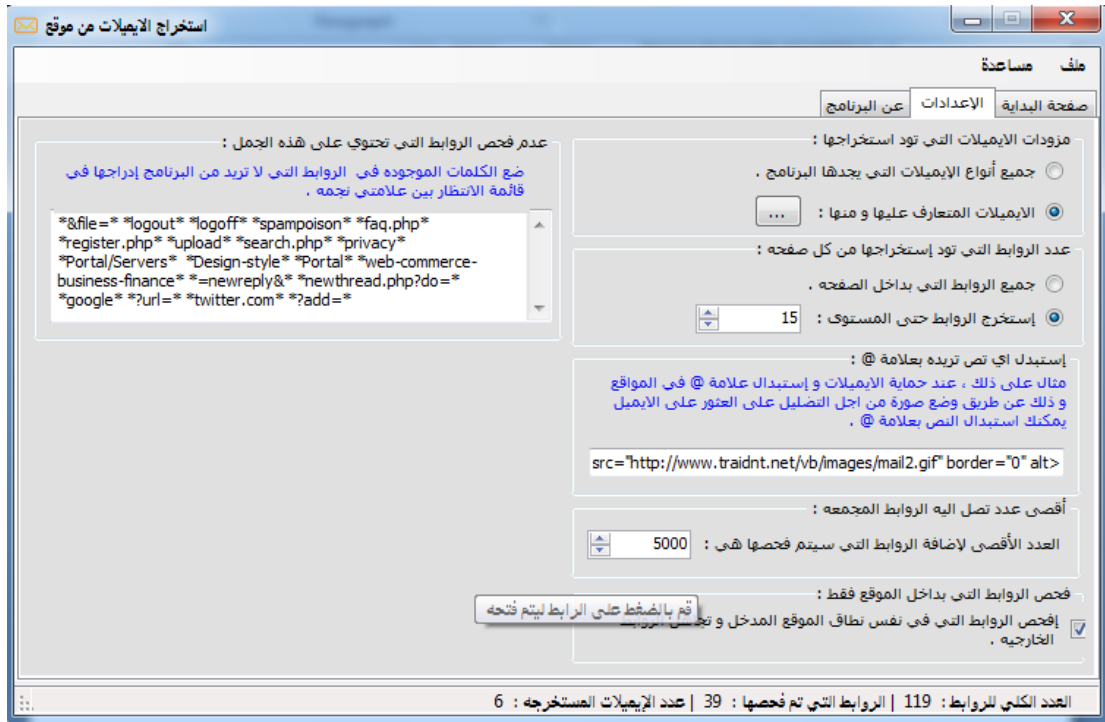 استخراج الايميلات من موقع
ملف
مساعدة
صفحة البداية
الإعدادات
عن البرنامج
مزودات الايميلات التي تود استخراجها :
جميع أنواع الإيميلات التي يجدها البرنامج .
الايميلات المتعارف عليها و منها :
...
عدد الروابط التي تود إستخراجها من كل صفحه :
جميع الروابط التي بداخل الصفحه .
إستخرج الروابط حتى المستوى :
15
إستبدل اي تص تريده بعلامة @ :
مثال على ذلك ، عند حماية الايميلات و إستبدال علامة @ في المواقع
و ذلك عن طريق وضع صورة من اجل التضليل على العثور على الايميل
يمكنك استبدال النص بعلامة @ .
src="http://www.traidnt.net/vb/images/mail2.gif" border="0" alt>
أقصى عدد تصل اليه الروابط المجمعه :
العدد الأقصى لإضافة الروابط التي سيتم فحصها هي :
5000
فحص الروابط التي بداخل الموقع فقط :
إفحص الروابط التي في نفس نطاق الموقع المدخل و
الخارجيه .
قم بالضغط على الرابط ليتم فتحه
عدم فحص الروابط التي تحتوي على هذه الجمل :
ضع الكلمات الموجوده في الروابط التي لا تريد من البرنامج إدراجها في
قائمة الانتظار بين علامتي نجمه .
*&file=* *logout* *logoff* *spampoison* *faq.php*
*register.php* *upload* *search.php* *privacy*
*Portal/Servers* *Design-style* *Portal* *web-commerce-
business-finance* *=newreply&* *newthread.php?do=*
*google* *?url=* *twitter.com* *?add=*
العدد الكلي للروابط : 119 | الروابط التي تم فحصها : 39 | عدد الإيميلات المستخرجه : 6